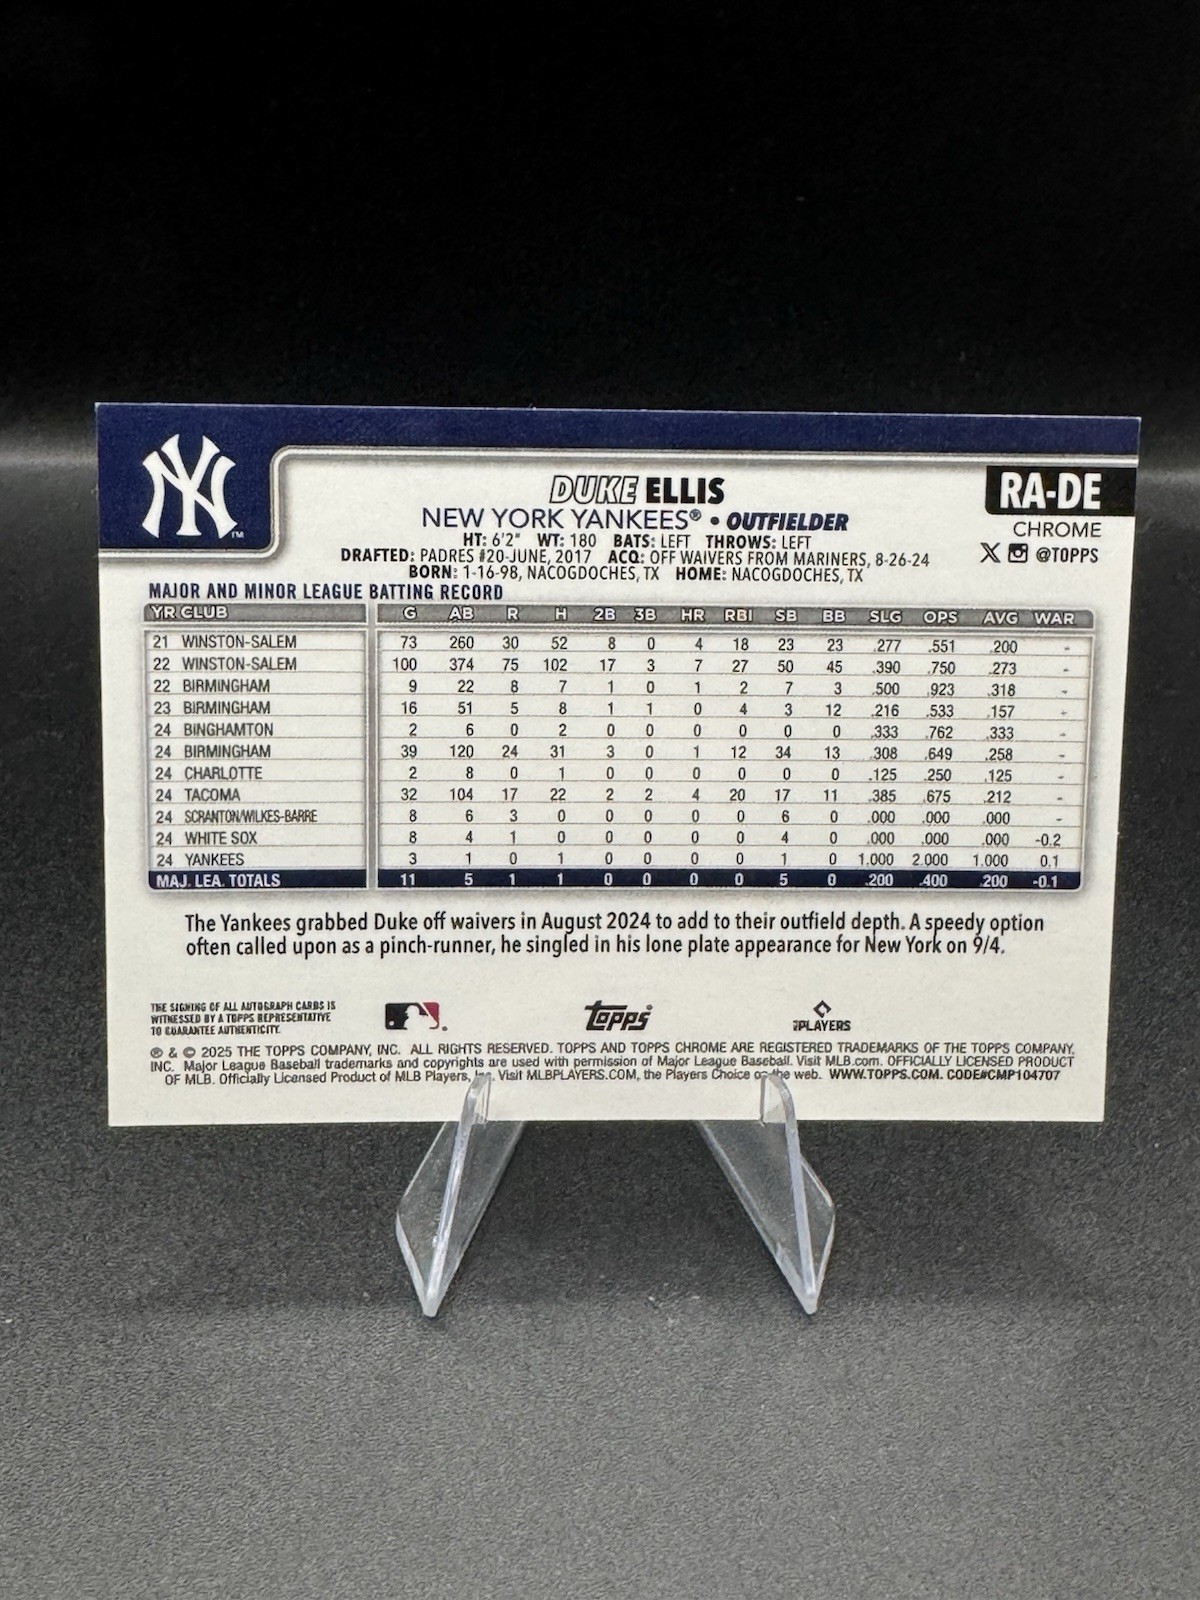 NY
TM
DUKE ELLIS
RA-DE
NEW YORK YANKEES® • OUTFIELDER
CHROME
HT: 6'2" WT: 180 BATS: LEFT THROWS: LEFT
X @TOPPS
DRAFTED: PADRES #20-JUNE, 2017 ACQ: OFF WAIVERS FROM MARINERS, 8-26-24
BORN: 1-16-98, NACOGDOCHES, TX HOME: NACOGDOCHES, TX
MAJOR AND MINOR LEAGUE BATTING RECORD
YR CLUB G AB R H 2B 3B HR RBI SB BB SLG OPS AVG WAR
21 WINSTON-SALEM 73 260 30 52 8 0 4 18 23 23 .277 .551 .200 -
22 WINSTON-SALEM 100 374 75 102 17 3 7 27 50 45 .390 .750 .273 -
22 BIRMINGHAM 9 22 8 7 1 0 1 2 7 3 .500 .923 .318 -
23 BIRMINGHAM 16 51 5 8 1 1 0 4 3 12 .216 .533 .157 -
24 BINGHAMTON 2 6 0 2 0 0 0 0 0 0 .333 .762 .333 -
24 BIRMINGHAM 39 120 24 31 3 0 1 12 34 13 .308 .649 .258 -
24 CHARLOTTE 2 8 0 1 0 0 0 0 0 0 .125 .250 .125 -
24 TACOMA 32 104 17 22 2 2 4 20 17 11 .385 .675 .212 -
24 SCRANTON/WILKES-BARRE 8 6 3 0 0 0 0 0 6 0 .000 .000 .000 -
24 WHITE SOX 8 4 1 0 0 0 0 0 4 0 .000 .000 .000 -0.2
24 YANKEES 3 1 0 1 0 0 0 0 1 0 1.000 2.000 1.000 0.1
MAJ. LEA. TOTALS 11 5 1 1 0 0 0 0 5 0 .200 .400 .200 -0.1
The Yankees grabbed Duke off waivers in August 2024 to add to their outfield depth. A speedy option
often called upon as a pinch-runner, he singled in his lone plate appearance for New York on 9/4.
THE SIGNING OF ALL AUTOGRAPH CARDS IS
WITNESSED BY A TOPPS REPRESENTATIVE
TO GUARANTEE AUTHENTICITY.
Topps
PLAYERS
® & © 2025 THE TOPPS COMPANY, INC. ALL RIGHTS RESERVED. TOPPS AND TOPPS CHROME ARE REGISTERED TRADEMARKS OF THE TOPPS COMPANY,
INC. Major League Baseball trademarks and copyrights are used with permission of Major League Baseball. Visit MLB.com. OFFICIALLY LICENSED PRODUCT
OF MLB. Officially Licensed Product of MLB Players, Inc. Visit MLBPLAYERS.COM, the Players Choice on the web. WWW.TOPPS.COM. CODE#CMP104707